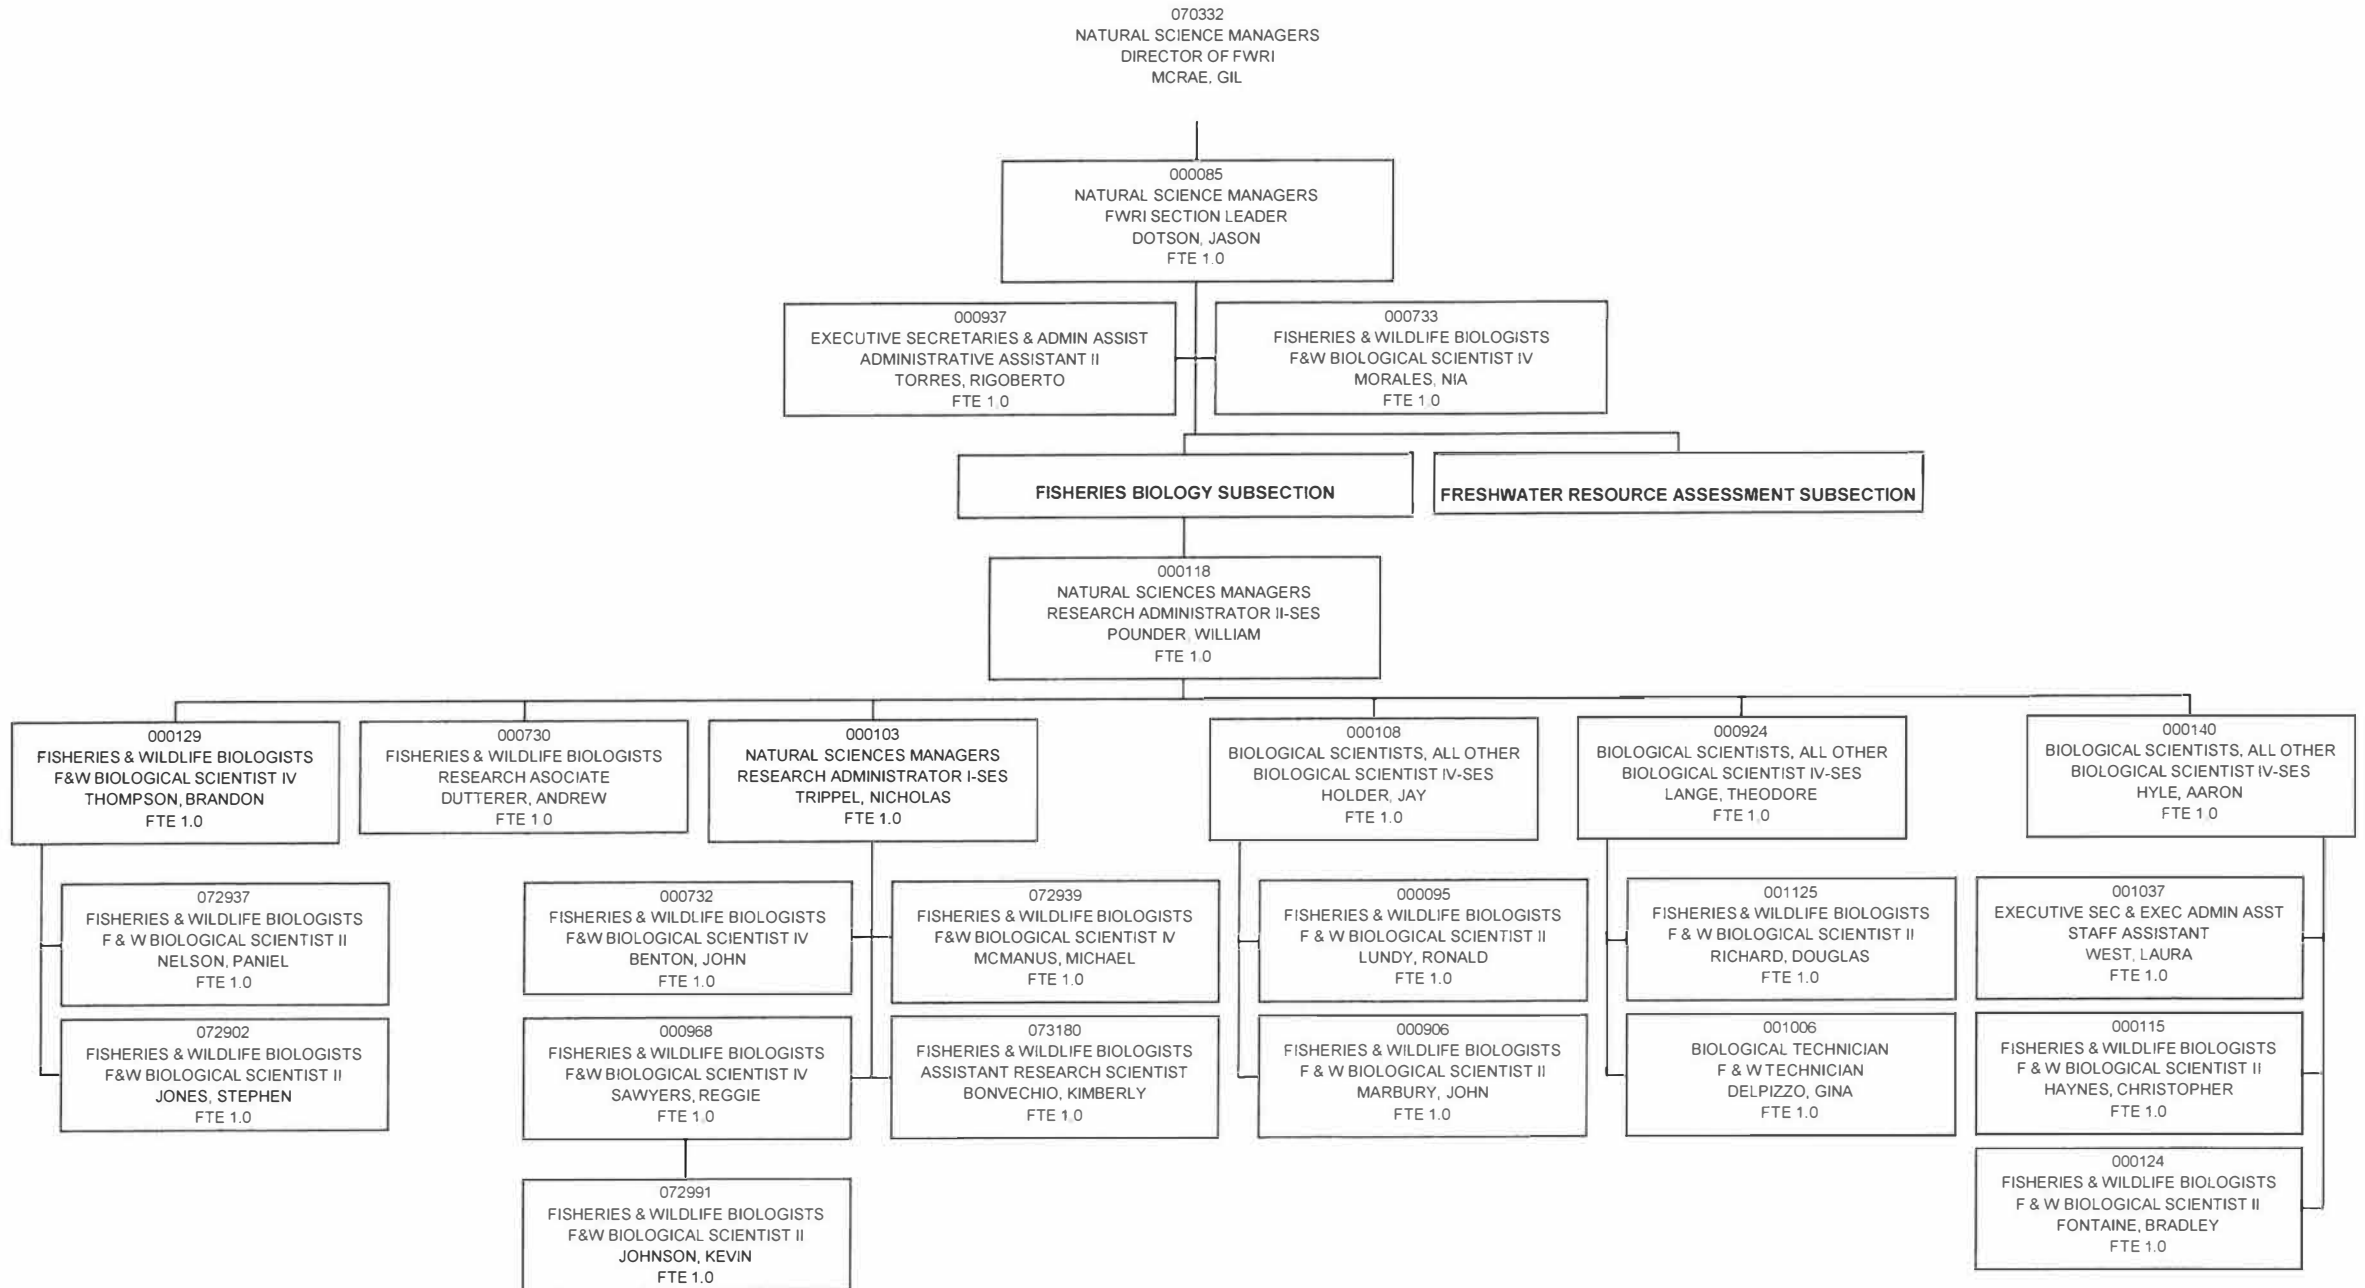 070332
NATURAL SCIENCE MANAGERS
DIRECTOR OF FWRI
MCRAE, GIL
000085
NATURAL SCIENCE MANAGERS
FWRI SECTION LEADER
DOTSON, JASON
FTE 1.0
000937
EXECUTIVE SECRETARIES & ADMIN ASSIST
ADMINISTRATIVE ASSISTANT II
TORRES, RIGOBERTO
FTE 1.0
000733
FISHERIES & WILDLIFE BIOLOGISTS
F&W BIOLOGICAL SCIENTIST IV
MORALES, NIA
FTE 1.0
FISHERIES BIOLOGY SUBSECTION
FRESHWATER RESOURCE ASSESSMENT SUBSECTION
000118
NATURAL SCIENCES MANAGERS
RESEARCH ADMINISTRATOR II-SES
POUNDER, WILLIAM
FTE 1.0
000129
FISHERIES & WILDLIFE BIOLOGISTS
F&W BIOLOGICAL SCIENTIST IV
THOMPSON, BRANDON
FTE 1.0
000730
FISHERIES & WILDLIFE BIOLOGISTS
RESEARCH ASOCIATE
DUTTERER, ANDREW
FTE 1.0
000103
NATURAL SCIENCES MANAGERS
RESEARCH ADMINISTRATOR I-SES
TRIPPEL, NICHOLAS
FTE 1.0
000108
BIOLOGICAL SCIENTISTS, ALL OTHER
BIOLOGICAL SCIENTIST IV-SES
HOLDER, JAY
FTE 1.0
000924
BIOLOGICAL SCIENTISTS, ALL OTHER
BIOLOGICAL SCIENTIST IV-SES
LANGE, THEODORE
FTE 1.0
000140
BIOLOGICAL SCIENTISTS, ALL OTHER
BIOLOGICAL SCIENTIST IV-SES
HYLE, AARON
FTE 1.0
072937
FISHERIES & WILDLIFE BIOLOGISTS
F & W BIOLOGICAL SCIENTIST II
NELSON, PANIEL
FTE 1.0
000732
FISHERIES & WILDLIFE BIOLOGISTS
F&W BIOLOGICAL SCIENTIST IV
BENTON, JOHN
FTE 1.0
072939
FISHERIES & WILDLIFE BIOLOGISTS
F&W BIOLOGICAL SCIENTIST IV
MCMANUS, MICHAEL
FTE 1.0
000095
FISHERIES & WILDLIFE BIOLOGISTS
F & W BIOLOGICAL SCIENTIST II
LUNDY, RONALD
FTE 1.0
001125
FISHERIES & WILDLIFE BIOLOGISTS
F & W BIOLOGICAL SCIENTIST II
RICHARD, DOUGLAS
FTE 1.0
001037
EXECUTIVE SEC & EXEC ADMIN ASST
STAFF ASSISTANT
WEST, LAURA
FTE 1.0
072902
FISHERIES & WILDLIFE BIOLOGISTS
F&W BIOLOGICAL SCIENTIST II
JONES, STEPHEN
FTE 1.0
000968
FISHERIES & WILDLIFE BIOLOGISTS
F&W BIOLOGICAL SCIENTIST IV
SAWYERS, REGGIE
FTE 1.0
073180
FISHERIES & WILDLIFE BIOLOGISTS
ASSISTANT RESEARCH SCIENTIST
BONVECHIO, KIMBERLY
FTE 1.0
000906
FISHERIES & WILDLIFE BIOLOGISTS
F & W BIOLOGICAL SCIENTIST II
MARBURY, JOHN
FTE 1.0
001006
BIOLOGICAL TECHNICIAN
F & W TECHNICIAN
DELPIZZO, GINA
FTE 1.0
000115
FISHERIES & WILDLIFE BIOLOGISTS
F & W BIOLOGICAL SCIENTIST II
HAYNES, CHRISTOPHER
FTE 1.0
072991
FISHERIES & WILDLIFE BIOLOGISTS
F&W BIOLOGICAL SCIENTIST II
JOHNSON, KEVIN
FTE 1.0
000124
FISHERIES & WILDLIFE BIOLOGISTS
F & W BIOLOGICAL SCIENTIST II
FONTAINE, BRADLEY
FTE 1.0